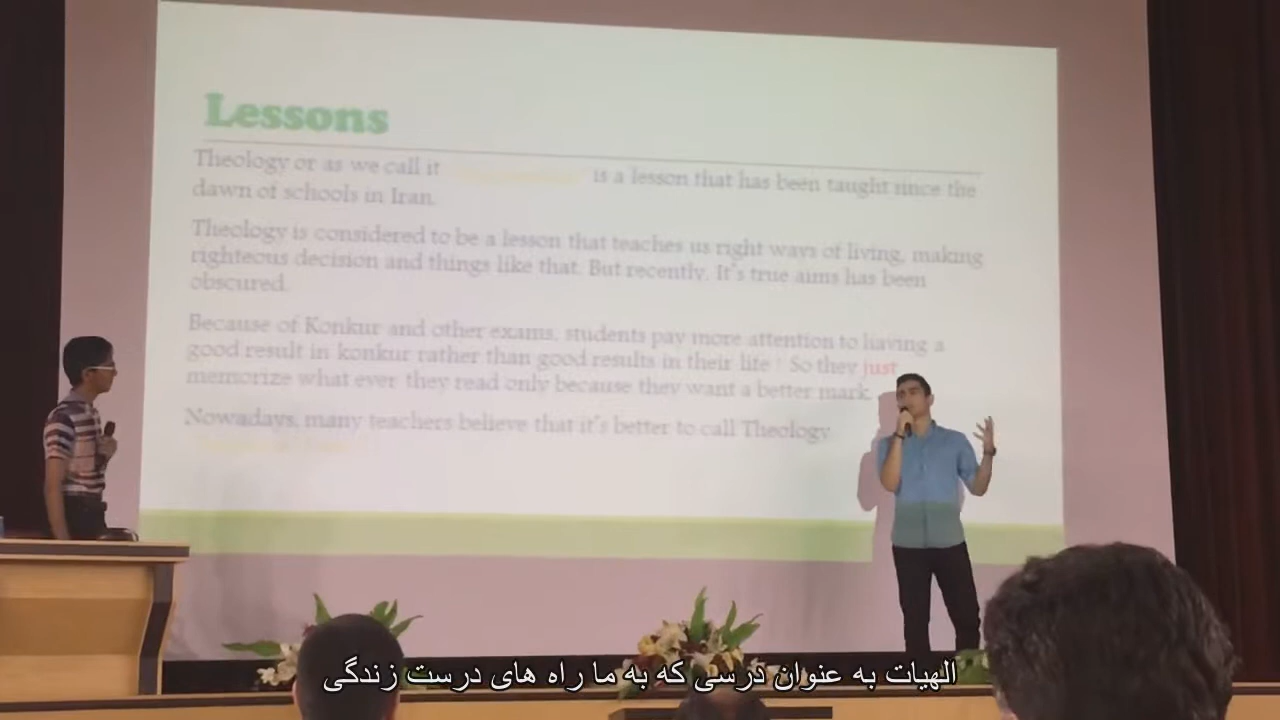 Lessons
Theology or as we call it is a lesson that has been taught since the
dawn of schools in Iran.
Theology is considered to be a lesson that teaches us right ways of living, making
righteous decision and things like that. But recently, It's true aims has been
obscured.
Because of Konkur and other exams, students pay more attention to having a
good result in konkur rather than good results in their life ! So they just
memorize what ever they read only because they want a better mark.
Nowadays, many teachers believe that it's better to call Theology
الهیات به عنوان درسی که به ما راه های درست زندگی